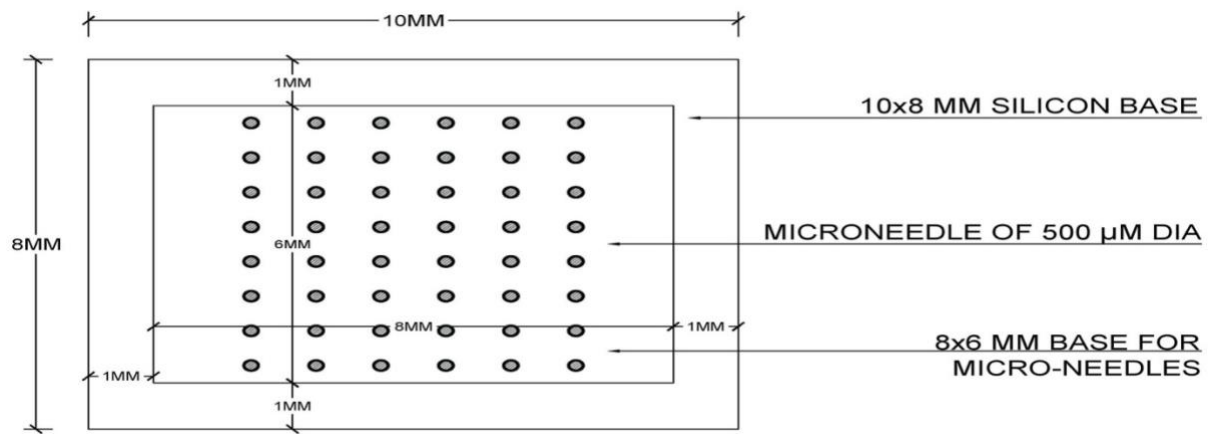 10MM
1MM
10x8 MM SILICON BASE
8MM
6MM
MICRONEEDLE OF 500 µM DIA
8MM
1MM
8x6 MM BASE FOR
MICRO-NEEDLES
1MM
1MM